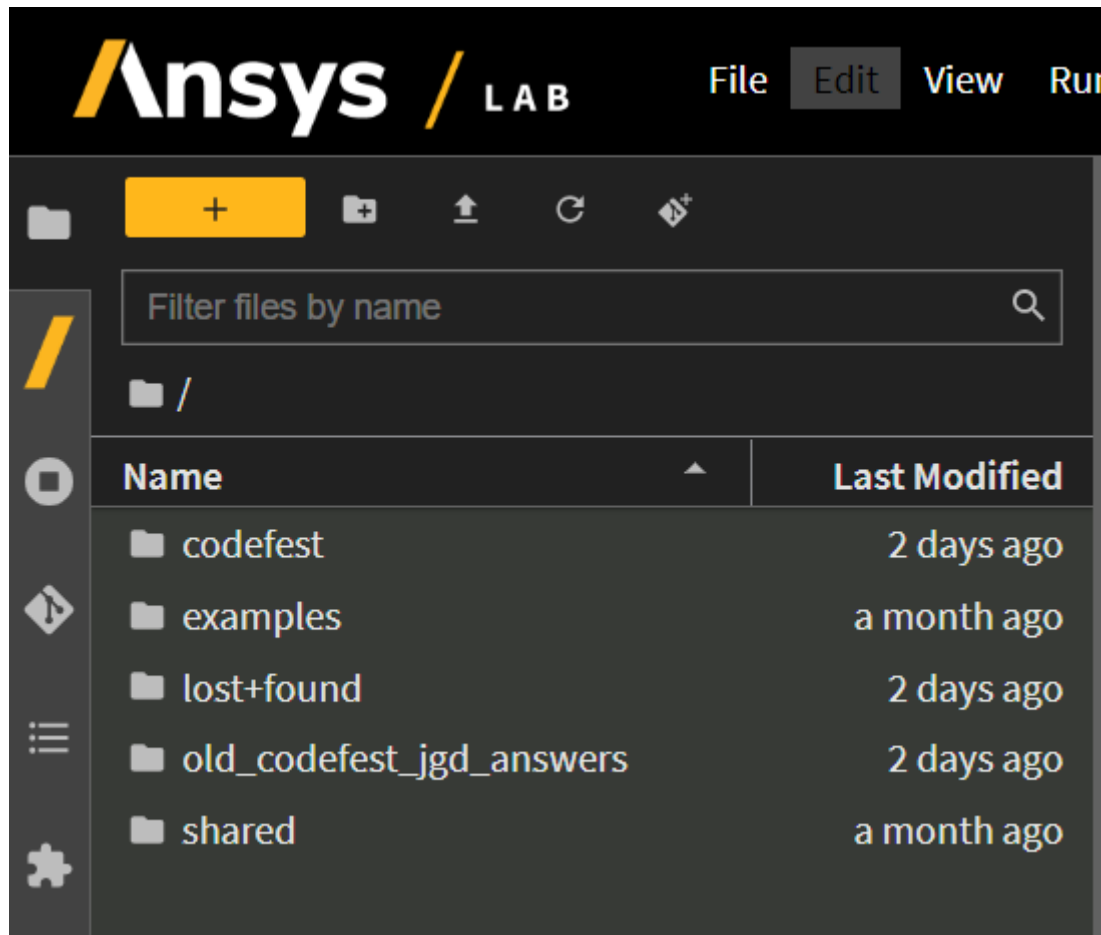 Ansys / LAB File Edit View Run
+
Filter files by name
/
Name Last Modified
codefest 2 days ago
examples a month ago
lost+found 2 days ago
old_codefest_jgd_answers 2 days ago
shared a month ago